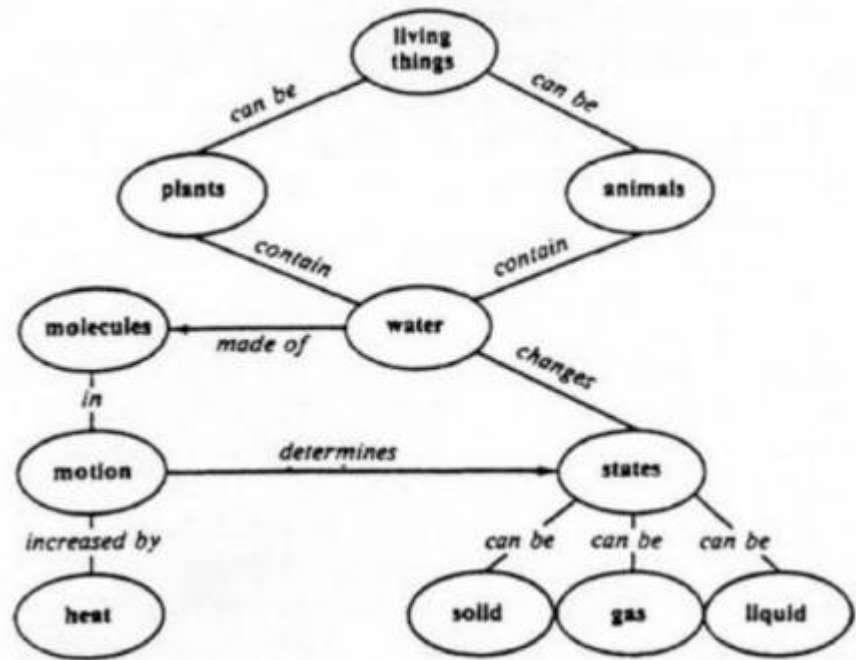 living
things
can be
can be
plants
animals
contain
contain
molecules
water
made of
changes
in
motion
determines
states
increased by
can be
can be
can be
heat
solid
gas
liquid